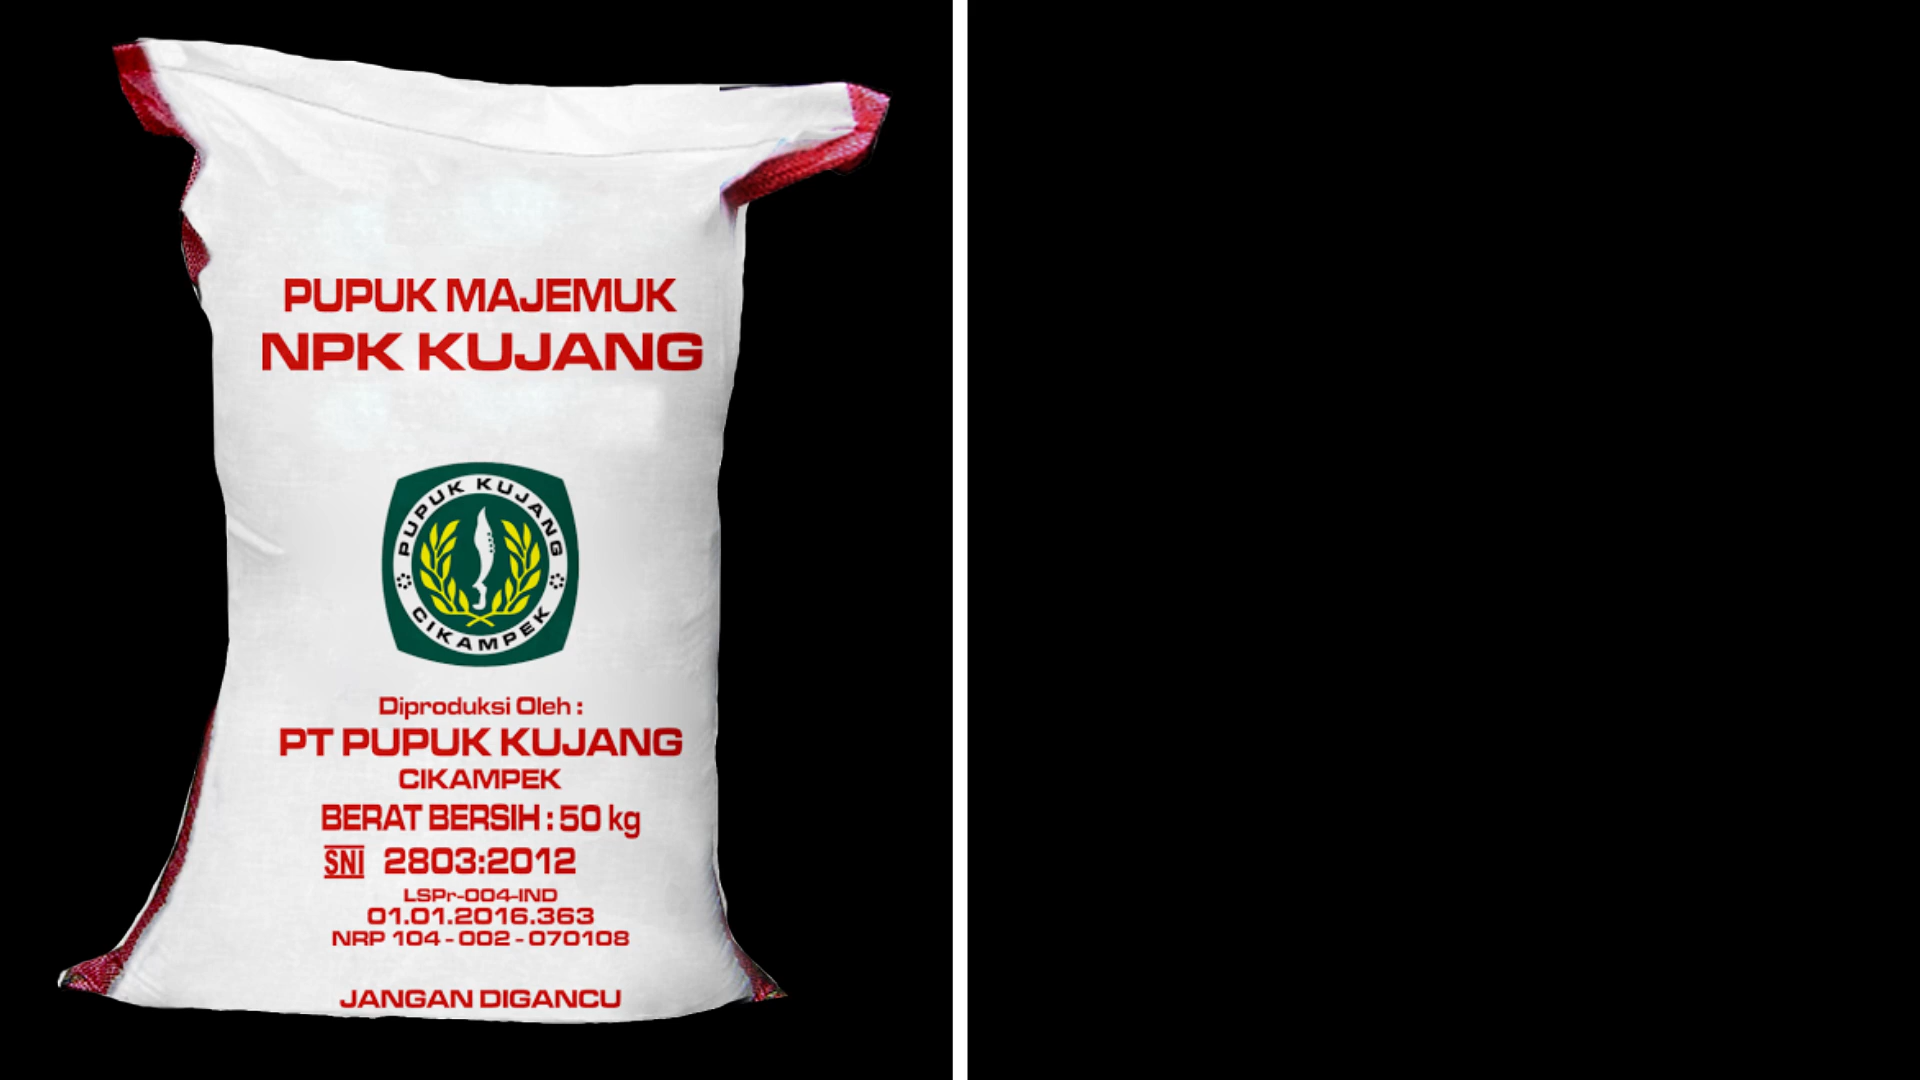 PUPUK MAJEMUK
NPK KUJANG
PUPUK KUJANG
CIKAMPEK
Diproduksi Oleh :
PT PUPUK KUJANG
CIKAMPEK
BERAT BERSIH : 50 kg
SNI 2803:2012
LSPr-004-IND
01.01.2016.363
NRP 104 - 002 - 070108
JANGAN DIGANCU